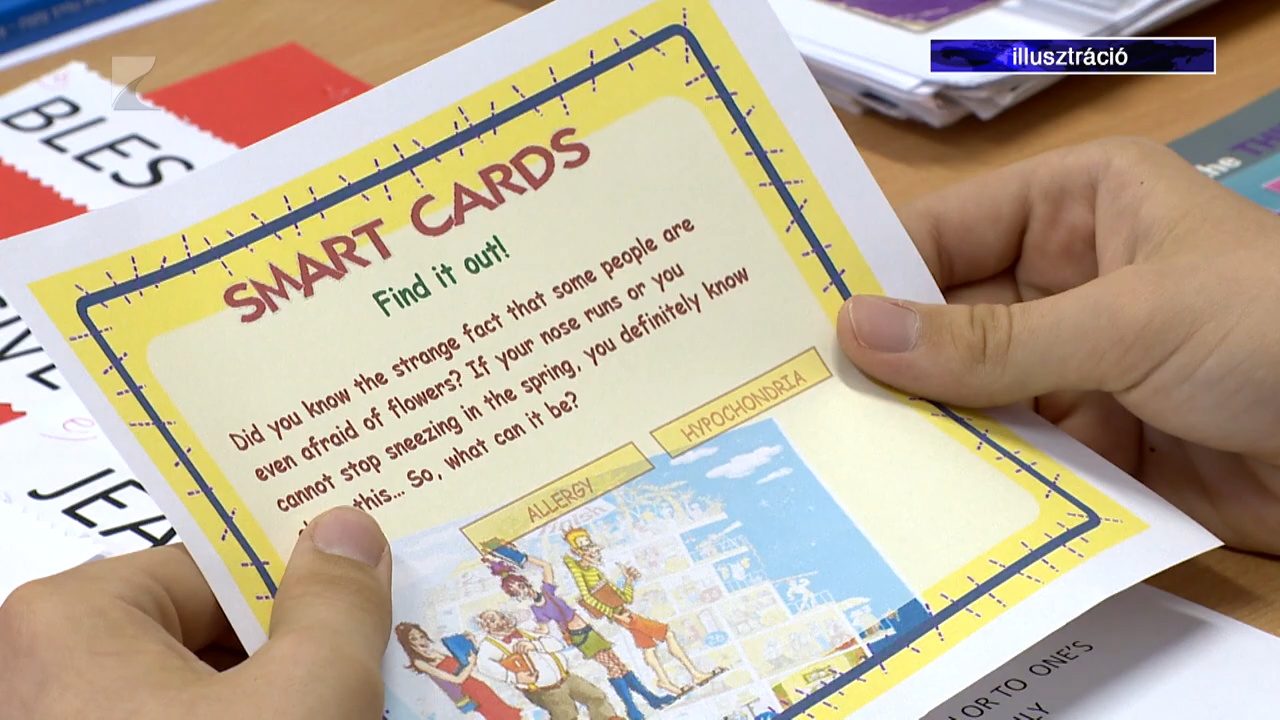 illusztráció
BLES
the
SMART CARDS
Find it out!
Did you know the strange fact that some people are
even afraid of flowers? If your nose runs or you
cannot stop sneezing in the spring, you definitely know
this... So, what can it be?
HYPOCHONDRIA
ALLERGY
JEA
OR TO ONE'S